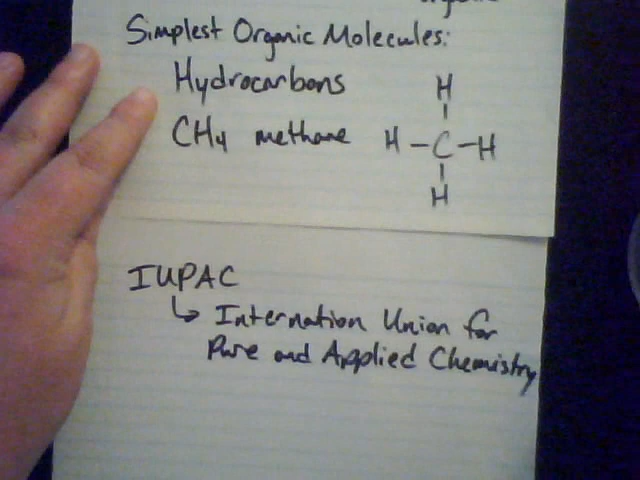 Simplest Organic Molecules:
Hydrocarbons
H
CH4 methane H-C-H
H
IUPAC
↳ Internation Union for
Pure and Applied Chemistry